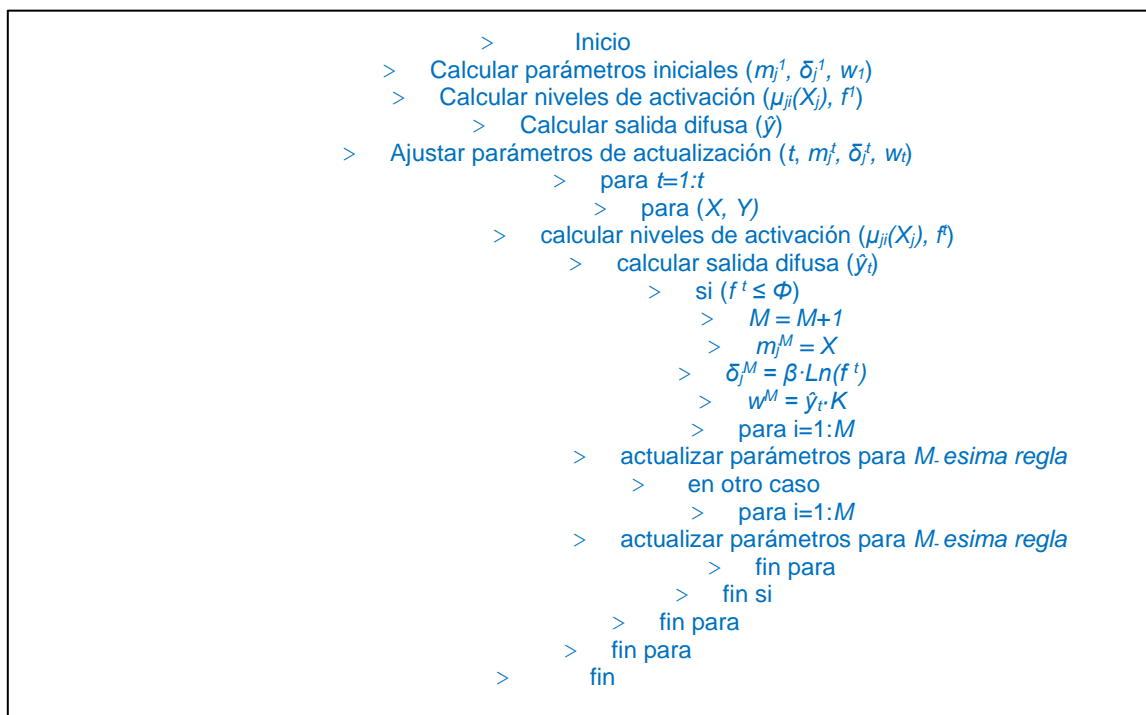 > Inicio
> Calcular parámetros iniciales (mⱼ¹, δⱼ¹, w₁)
> Calcular niveles de activación (μⱼᵢ(Xⱼ), f¹)
> Calcular salida difusa (ŷ)
> Ajustar parámetros de actualización (t, mⱼᵗ, δⱼᵗ, wₜ)
> para t=1:t
> para (X, Y)
> calcular niveles de activación (μⱼᵢ(Xⱼ), fᵗ)
> calcular salida difusa (ŷₜ)
> si (f ᵗ ≤ Φ)
> M = M+1
> mⱼᴹ = X
> δⱼᴹ = β·Ln(f ᵗ)
> wᴹ = ŷₜ·K
> para i=1:M
> actualizar parámetros para M- esima regla
> en otro caso
> para i=1:M
> actualizar parámetros para M- esima regla
> fin para
> fin si
> fin para
> fin para
> fin